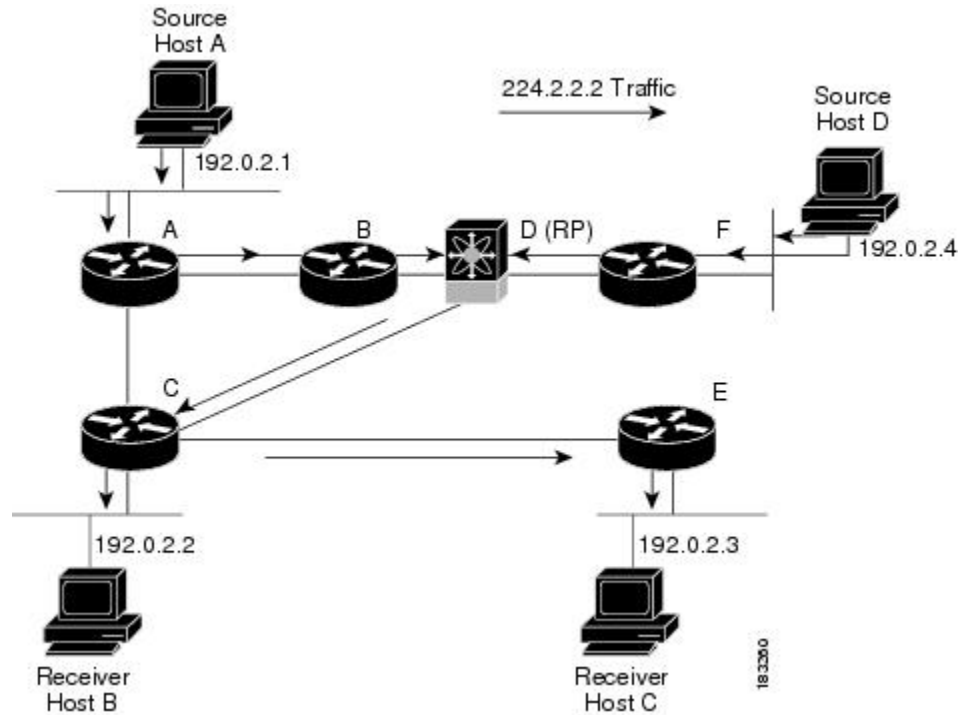 Source
Host A
224.2.2.2 Traffic
Source
Host D
192.0.2.1
A
B
D (RP)
F
192.0.2.4
C
E
192.0.2.2
192.0.2.3
Receiver
Host B
Receiver
Host C
183260